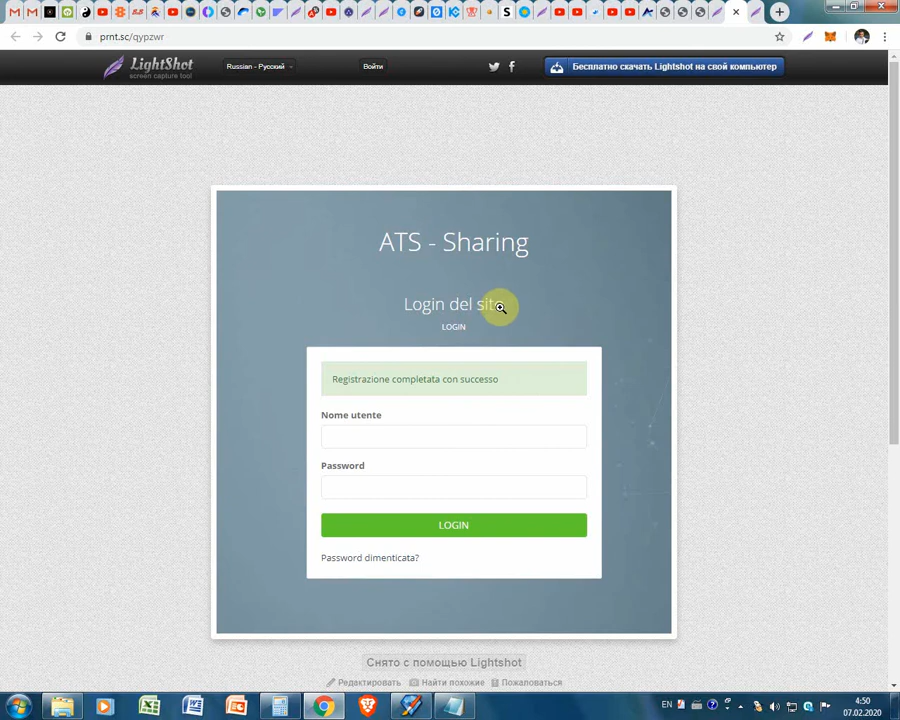 prnt.sc/qypzwr
LightShot
screen capture tool
Russian - Русский
Войти
Бесплатно скачать Lightshot на свой компьютер
ATS - Sharing
Login del sito
LOGIN
Registrazione completata con successo
Nome utente
Password
LOGIN
Password dimenticata?
Снято с помощью Lightshot
Редактировать
Найти похожие
Пожаловаться
EN
4:50
07.02.2020